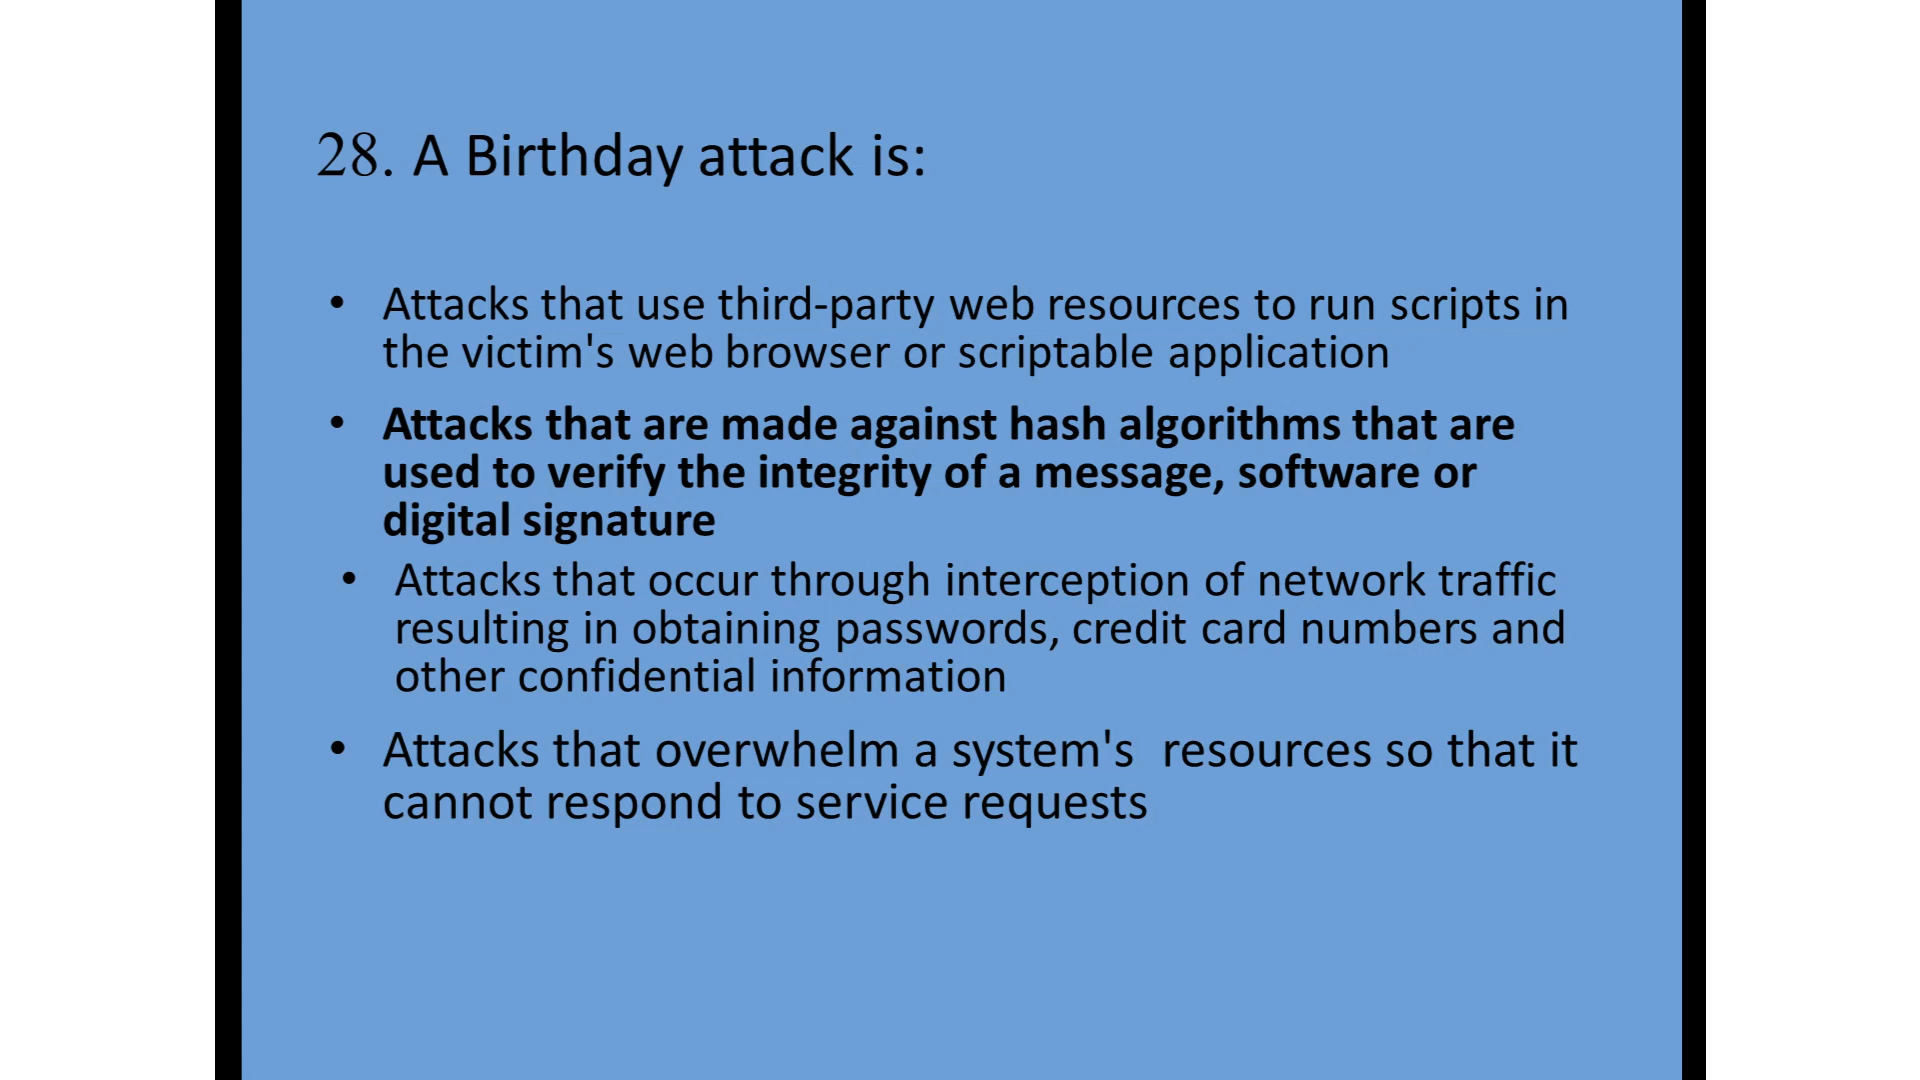 28. A Birthday attack is:
• Attacks that use third-party web resources to run scripts in
the victim's web browser or scriptable application
• Attacks that are made against hash algorithms that are
used to verify the integrity of a message, software or
digital signature
• Attacks that occur through interception of network traffic
resulting in obtaining passwords, credit card numbers and
other confidential information
• Attacks that overwhelm a system's  resources so that it
cannot respond to service requests